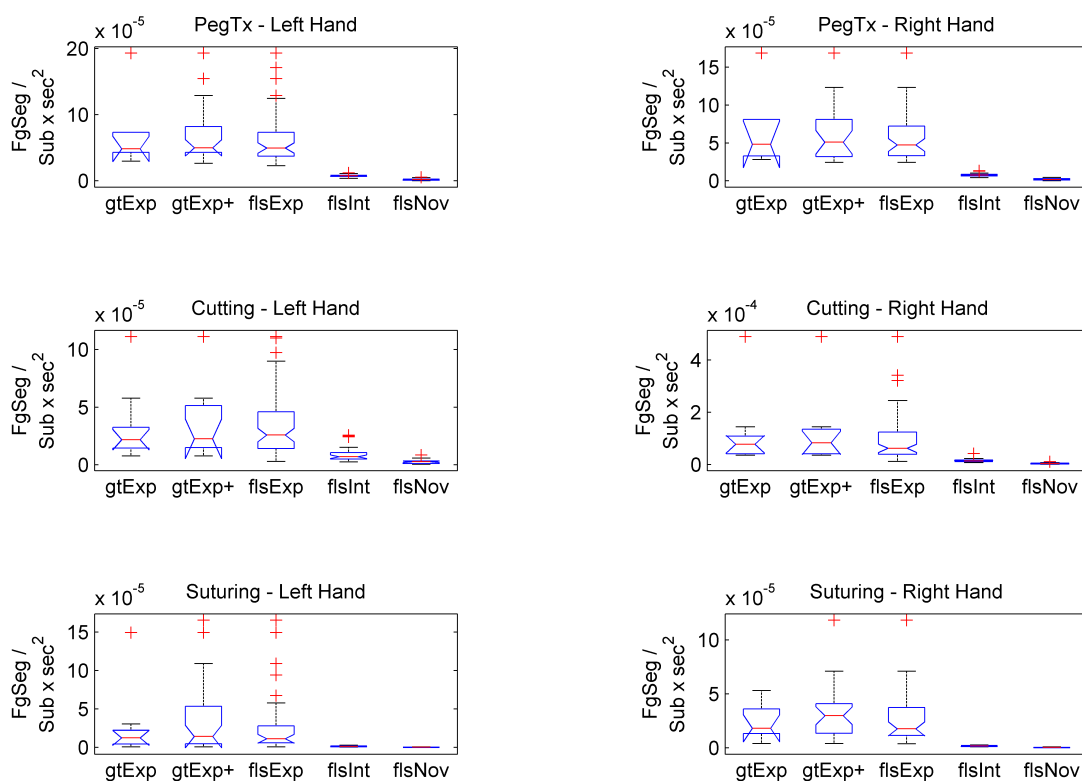 PegTx - Left Hand
x 10^-5
FgSeg /
Sub x sec^2
20
10
0
gtExp gtExp+ flsExp flsInt flsNov
PegTx - Right Hand
x 10^-5
FgSeg /
Sub x sec^2
15
10
5
0
gtExp gtExp+ flsExp flsInt flsNov
Cutting - Left Hand
x 10^-5
FgSeg /
Sub x sec^2
10
5
0
gtExp gtExp+ flsExp flsInt flsNov
Cutting - Right Hand
x 10^-4
FgSeg /
Sub x sec^2
4
2
0
gtExp gtExp+ flsExp flsInt flsNov
Suturing - Left Hand
x 10^-5
FgSeg /
Sub x sec^2
15
10
5
0
gtExp gtExp+ flsExp flsInt flsNov
Suturing - Right Hand
x 10^-5
FgSeg /
Sub x sec^2
10
5
0
gtExp gtExp+ flsExp flsInt flsNov